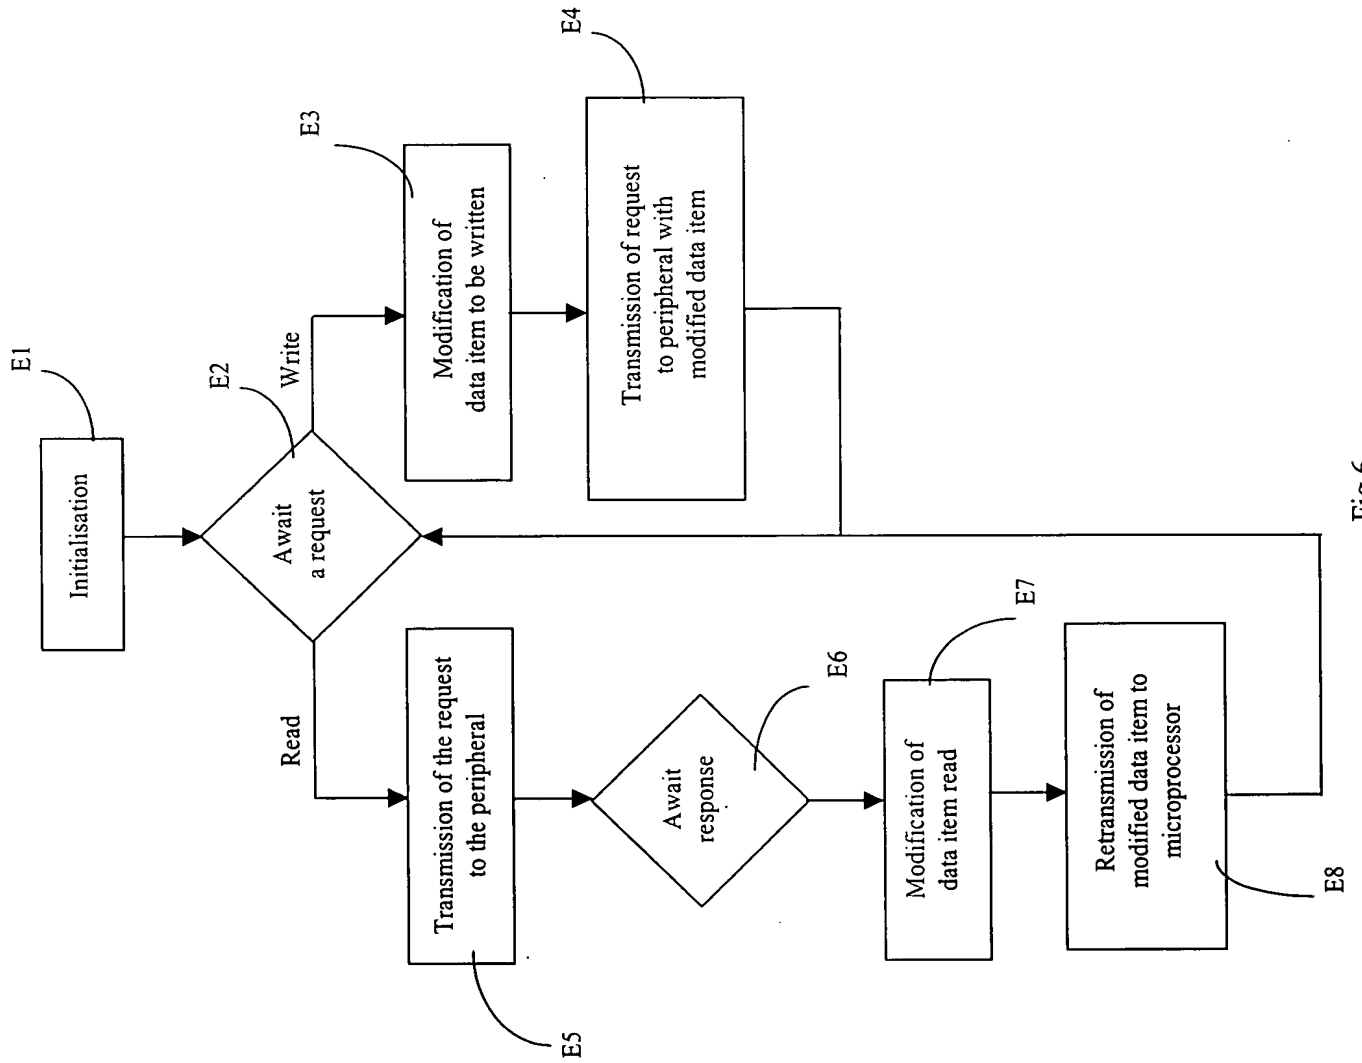 E1
Initialisation
E2
Await
a request
Write
Read
E3
Modification of
data item to be written
E4
Transmission of request
to peripheral with
modified data item
E5
Transmission of the request
to the peripheral
E6
Await
response
E7
Modification of
data item read
E8
Retransmission of
modified data item to
microprocessor